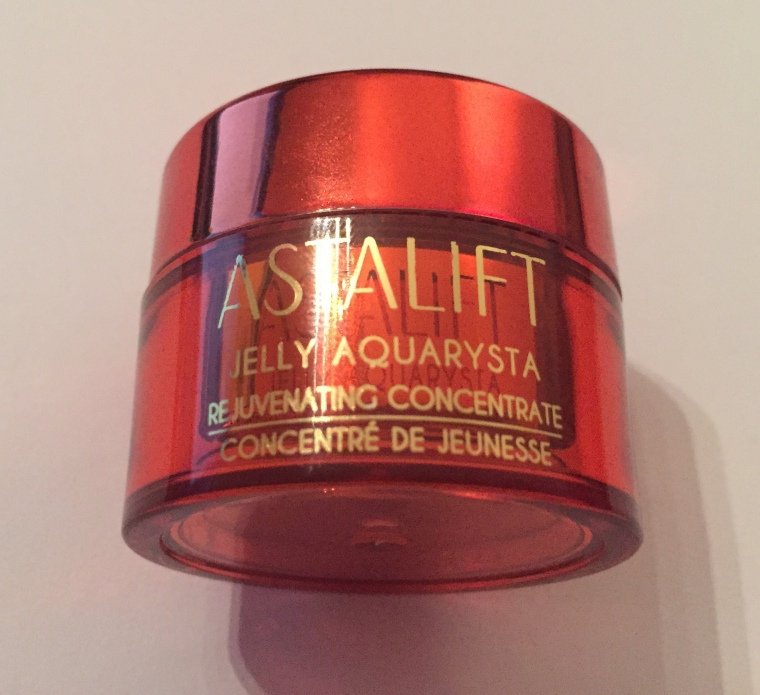 ASTALIFT
JELLY AQUARYSTA
REJUVENATING CONCENTRATE
CONCENTRÉ DE JEUNESSE